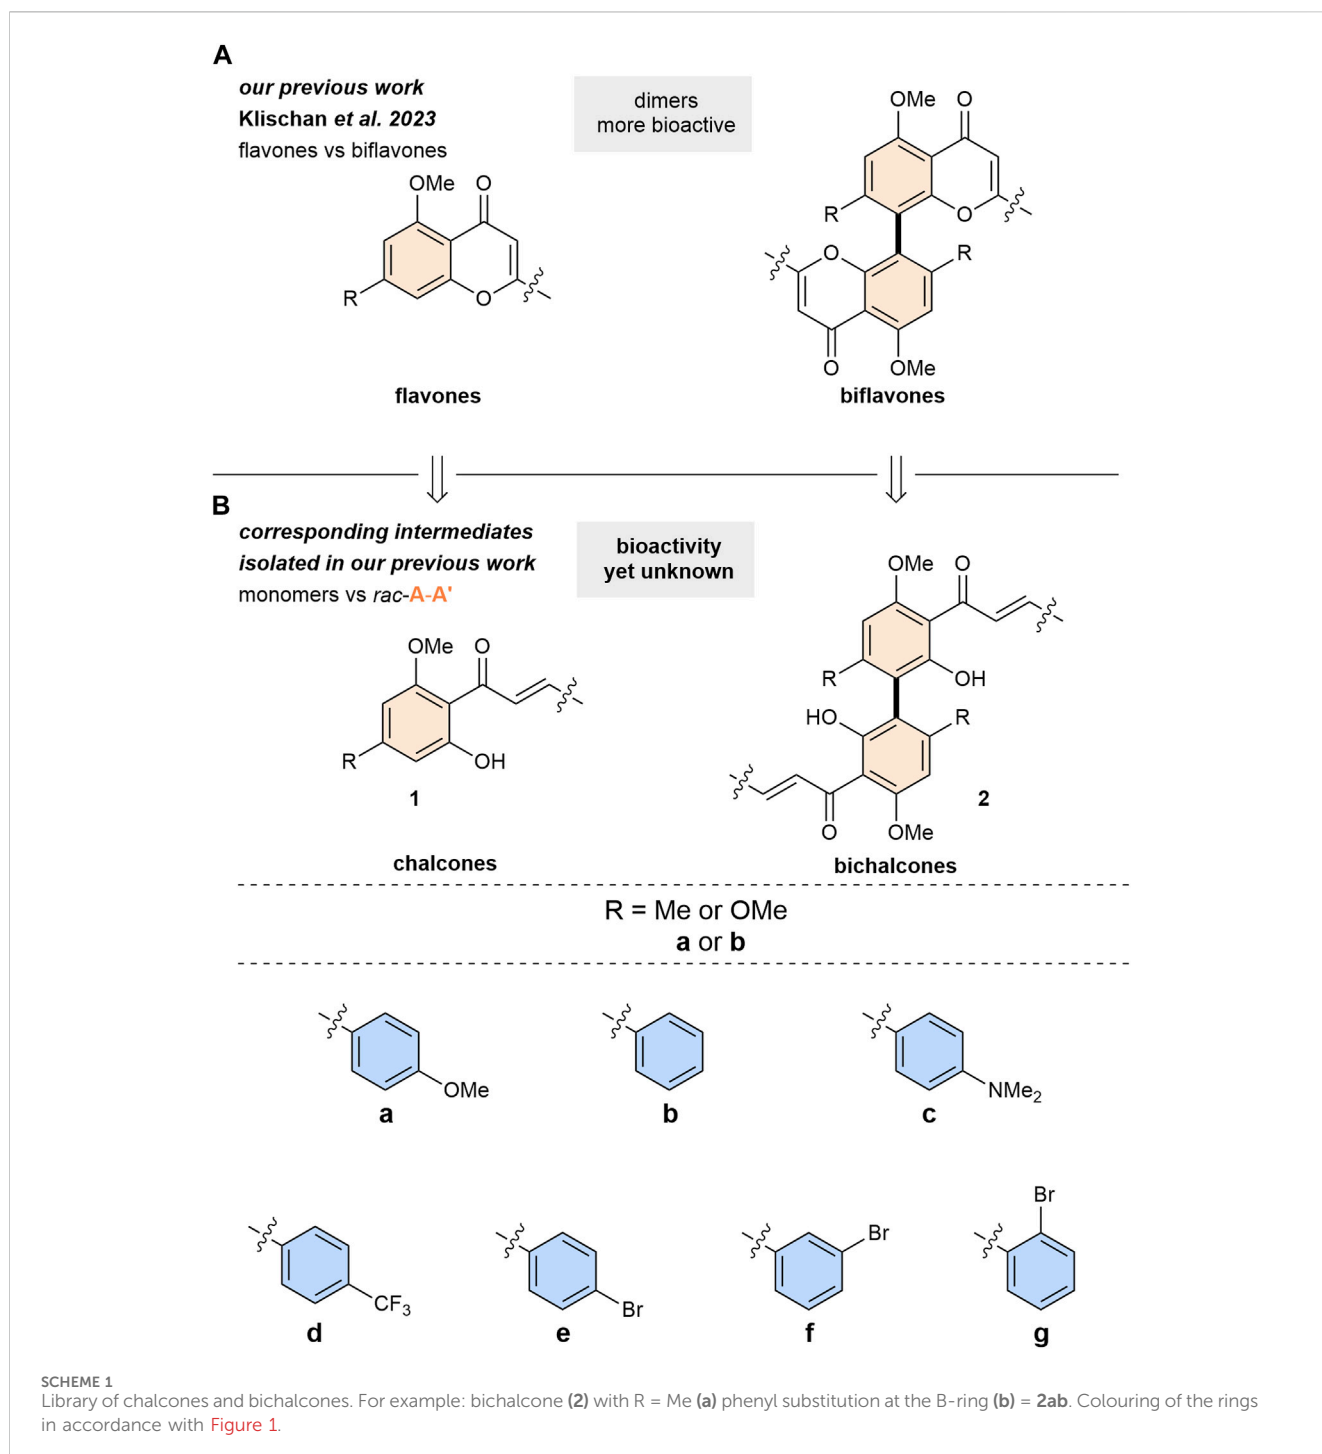 A
our previous work
Klischan et al. 2023
flavones vs biflavones
dimers
more bioactive
OMe
O
R
O
flavones
OMe
O
R
O
O
R
O
OMe
biflavones
B
corresponding intermediates
isolated in our previous work
monomers vs rac-A-A'
bioactivity
yet unknown
OMe
O
R
OH
1
chalcones
OMe
O
R
OH
HO
R
O
OMe
2
bichalcones
R = Me or OMe
a or b
OMe
a
b
NMe2
c
CF3
d
Br
e
Br
f
Br
g
SCHEME 1
Library of chalcones and bichalcones. For example: bichalcone (2) with R = Me (a) phenyl substitution at the B-ring (b) = 2ab. Colouring of the rings
in accordance with Figure 1.